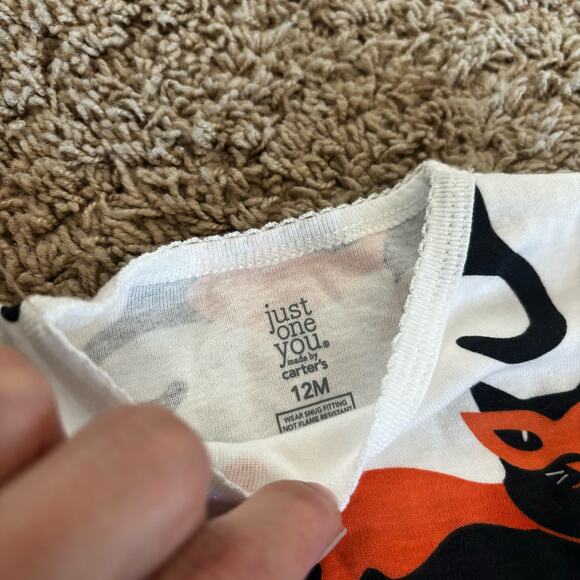 just
one
you®
made by
carter's
12M
WEAR SNUG FITTING
NOT FLAME RESISTANT